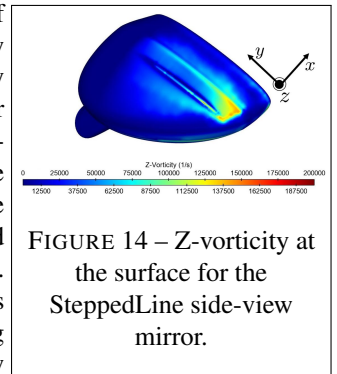 y
x
z
Z-Vorticity (1/s)
0 25000 50000 75000 100000 125000 150000 175000 200000
12500 37500 62500 87500 112500 137500 162500 187500
FIGURE 14 – Z-vorticity at
the surface for the
SteppedLine side-view
mirror.